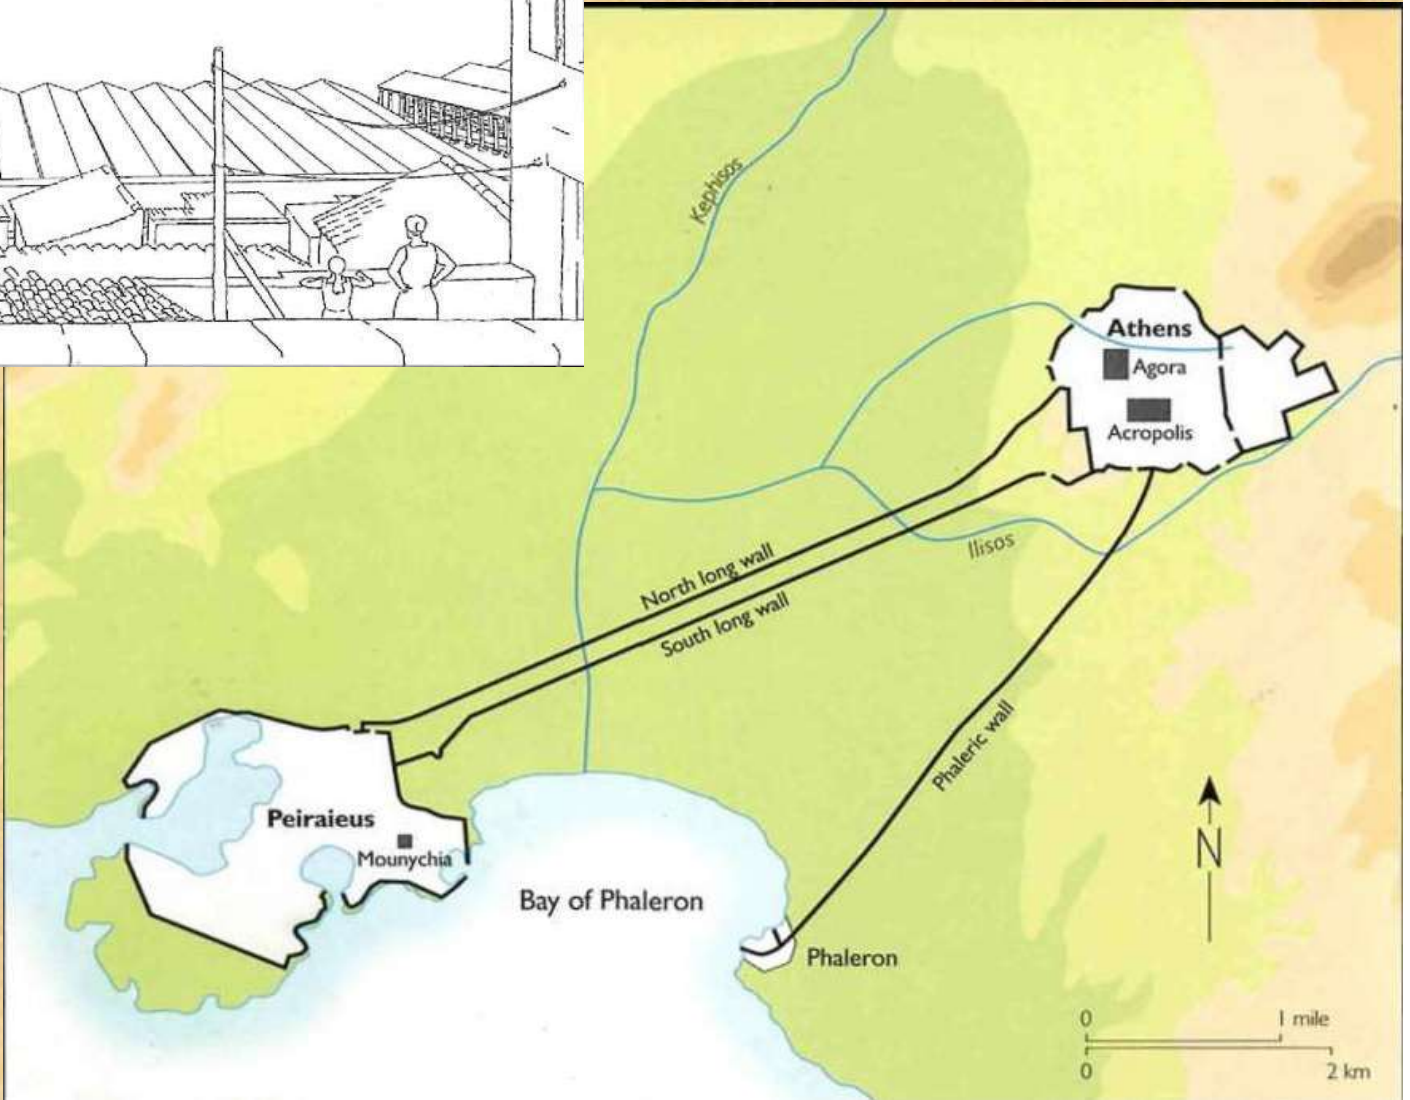 Kephisos
Athens
Agora
Acropolis
Ilisos
North long wall
South long wall
Phaleric wall
Peiraieus
Mounychia
Bay of Phaleron
Phaleron
N
0 1 mile
0 2 km